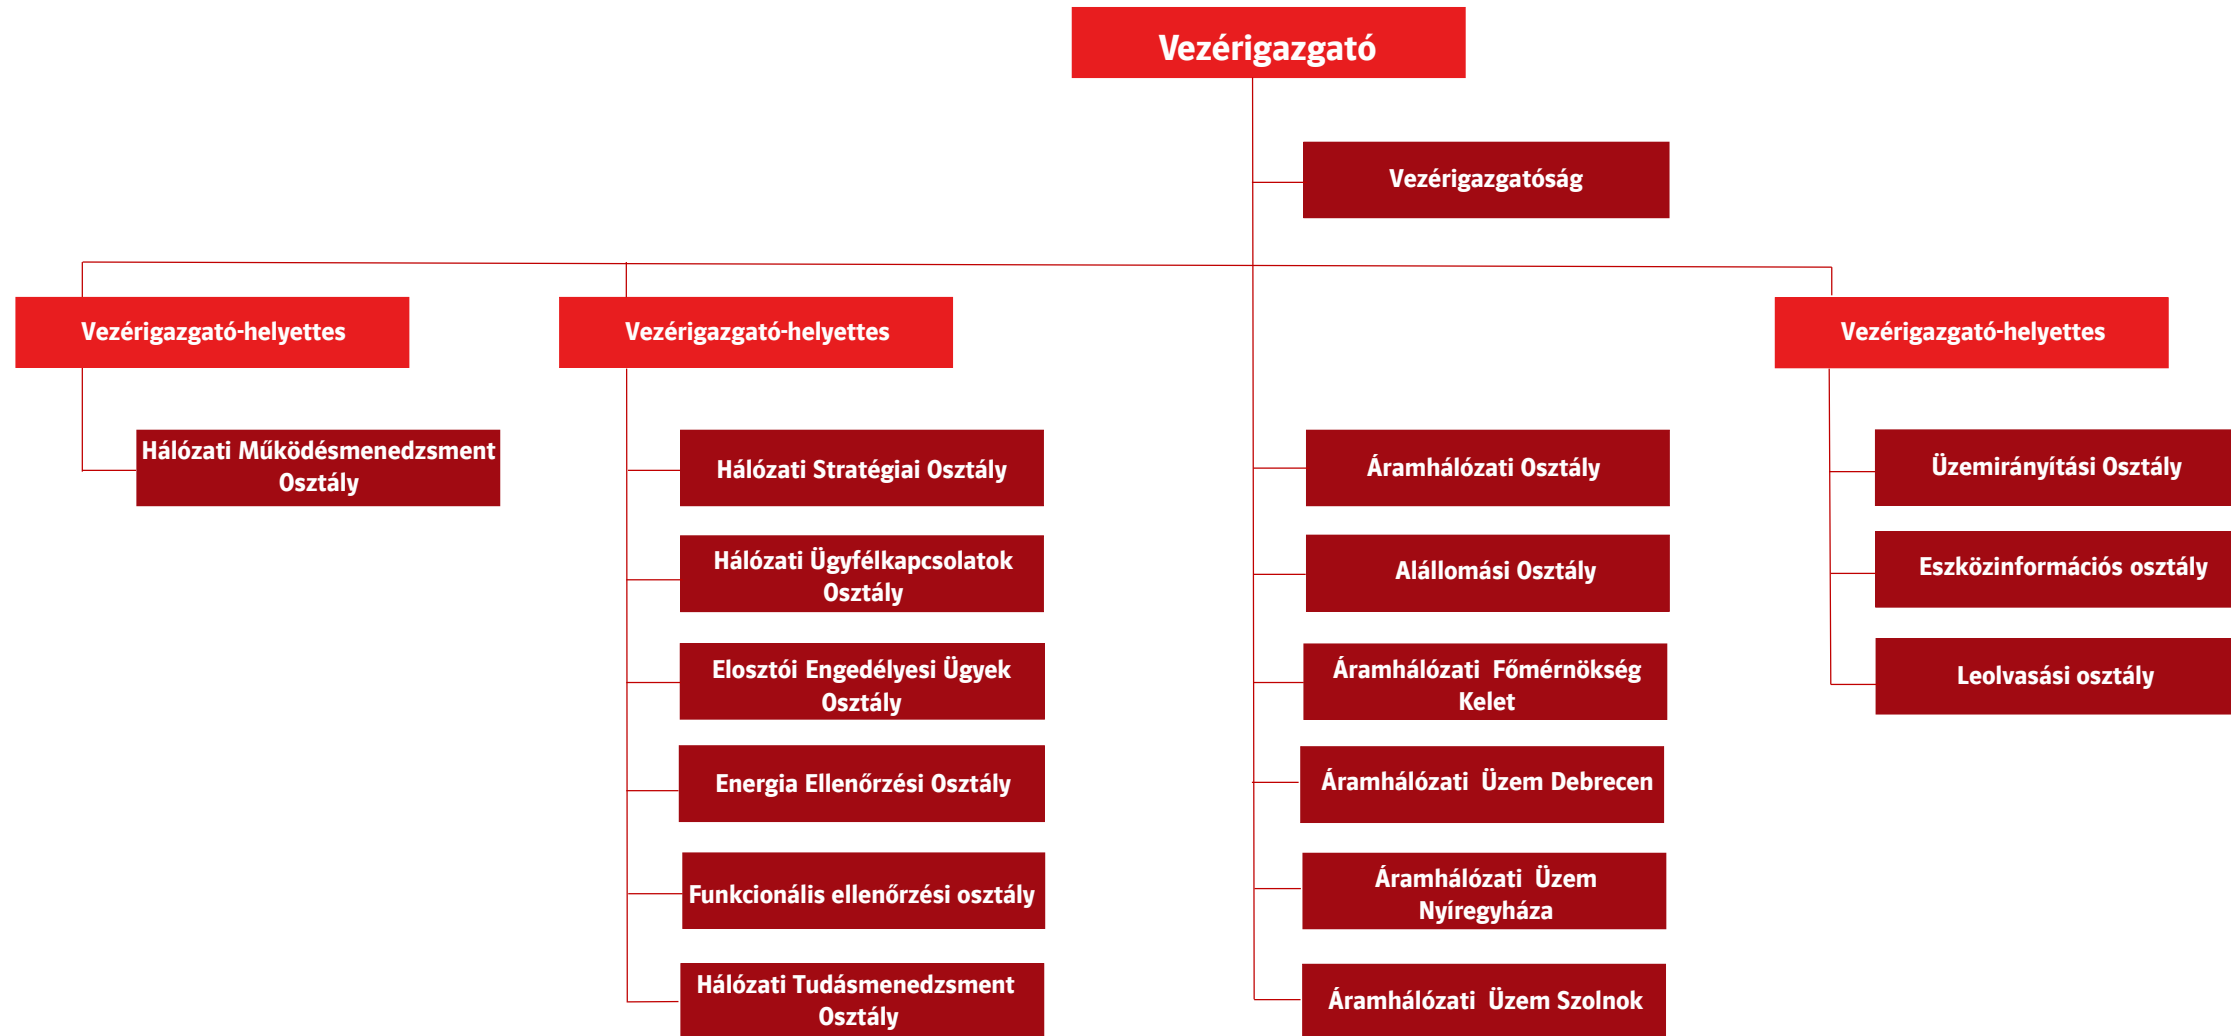 Vezérigazgató
Vezérigazgatóság
Vezérigazgató-helyettes
Vezérigazgató-helyettes
Vezérigazgató-helyettes
Hálózati Működésmenedzsment
Osztály
Hálózati Stratégiai Osztály
Hálózati Ügyfélkapcsolatok
Osztály
Elosztói Engedélyesi Ügyek
Osztály
Energia Ellenőrzési Osztály
Funkcionális ellenőrzési osztály
Hálózati Tudásmenedzsment
Osztály
Áramhálózati Osztály
Alállomási Osztály
Áramhálózati Főmérnökség
Kelet
Áramhálózati Üzem Debrecen
Áramhálózati Üzem
Nyíregyháza
Áramhálózati Üzem Szolnok
Üzemirányítási Osztály
Eszközinformációs osztály
Leolvasási osztály